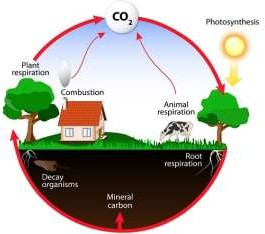 CO2
Photosynthesis
Plant
respiration
Combustion
Animal
respiration
Root
respiration
Decay
organisms
Mineral
carbon